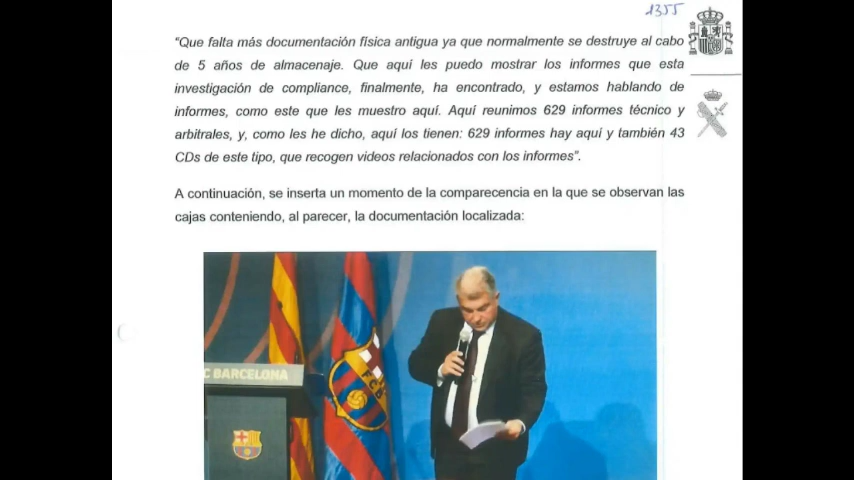 1355
“Que falta más documentación física antigua ya que normalmente se destruye al cabo
de 5 años de almacenaje. Que aquí les puedo mostrar los informes que esta
investigación de compliance, finalmente, ha encontrado, y estamos hablando de
informes, como este que les muestro aquí. Aquí reunimos 629 informes técnico y
arbitrales, y, como les he dicho, aquí los tienen: 629 informes hay aquí y también 43
CDs de este tipo, que recogen videos relacionados con los informes”.
A continuación, se inserta un momento de la comparecencia en la que se observan las
cajas conteniendo, al parecer, la documentación localizada:
C BARCELONA
FCB